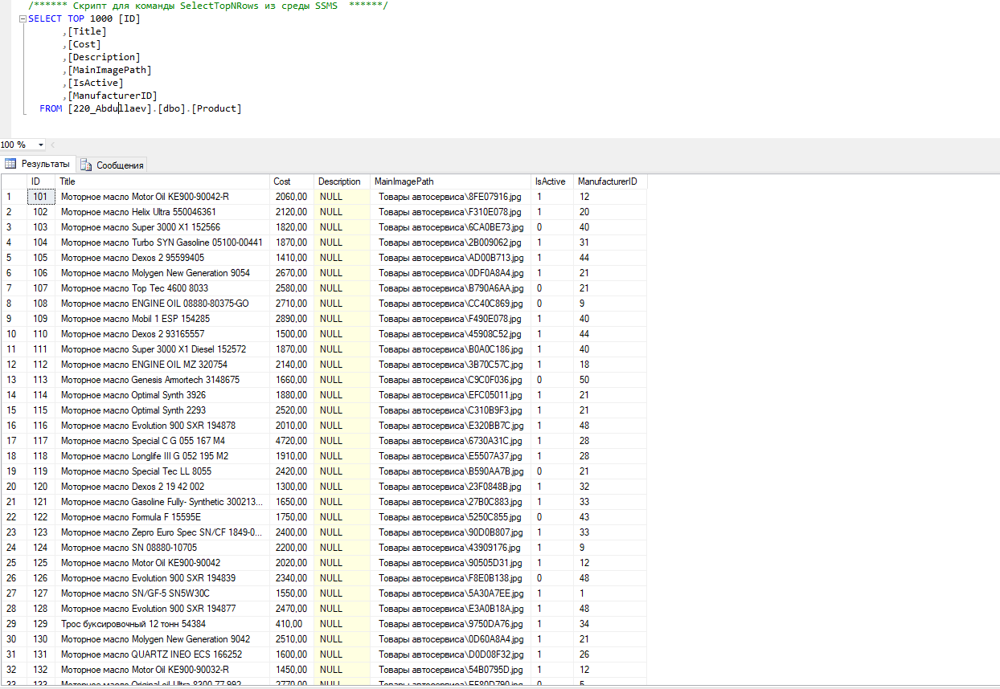 /****** Скрипт для команды SelectTopNRows из среды SSMS  ******/
SELECT TOP 1000 [ID]
,[Title]
,[Cost]
,[Description]
,[MainImagePath]
,[IsActive]
,[ManufacturerID]
FROM [220_Abdullaev].[dbo].[Product]
100 %
Результаты Сообщения
ID Title Cost Description MainImagePath IsActive ManufacturerID
1 101 Моторное масло Motor Oil KE900-90042-R 2060,00 NULL Товары автосервиса\8FE07916.jpg 1 12
2 102 Моторное масло Helix Ultra 550046361 2120,00 NULL Товары автосервиса\F310E078.jpg 1 20
3 103 Моторное масло Super 3000 X1 152566 1820,00 NULL Товары автосервиса\6CA0BE73.jpg 0 40
4 104 Моторное масло Turbo SYN Gasoline 05100-00441 1870,00 NULL Товары автосервиса\2B009062.jpg 1 31
5 105 Моторное масло Dexos 2 95599405 1410,00 NULL Товары автосервиса\AD00B713.jpg 1 44
6 106 Моторное масло Molygen New Generation 9054 2670,00 NULL Товары автосервиса\0DF0A8A4.jpg 1 21
7 107 Моторное масло Top Tec 4600 8033 2580,00 NULL Товары автосервиса\B790A6AA.jpg 0 21
8 108 Моторное масло ENGINE OIL 08880-80375-GO 2710,00 NULL Товары автосервиса\CC40C869.jpg 0 9
9 109 Моторное масло Mobil 1 ESP 154285 2890,00 NULL Товары автосервиса\F490E078.jpg 1 40
10 110 Моторное масло Dexos 2 93165557 1500,00 NULL Товары автосервиса\45908C52.jpg 1 44
11 111 Моторное масло Super 3000 X1 Diesel 152572 1870,00 NULL Товары автосервиса\B0A0C186.jpg 1 40
12 112 Моторное масло ENGINE OIL MZ 320754 2140,00 NULL Товары автосервиса\3B70C57C.jpg 1 18
13 113 Моторное масло Genesis Amortech 3148675 1660,00 NULL Товары автосервиса\C9C0F036.jpg 0 50
14 114 Моторное масло Optimal Synth 3926 1880,00 NULL Товары автосервиса\EFC05011.jpg 1 21
15 115 Моторное масло Optimal Synth 2293 2520,00 NULL Товары автосервиса\C310B9F3.jpg 1 21
16 116 Моторное масло Evolution 900 SXR 194878 2010,00 NULL Товары автосервиса\E320BB7C.jpg 1 48
17 117 Моторное масло Special C G 055 167 M4 4720,00 NULL Товары автосервиса\6730A31C.jpg 1 28
18 118 Моторное масло Longlife III G 052 195 M2 1910,00 NULL Товары автосервиса\E5507A37.jpg 1 28
19 119 Моторное масло Special Tec LL 8055 2420,00 NULL Товары автосервиса\B590AA7B.jpg 0 21
20 120 Моторное масло Dexos 2 19 42 002 1300,00 NULL Товары автосервиса\23F0848B.jpg 1 32
21 121 Моторное масло Gasoline Fully- Synthetic 300213... 1650,00 NULL Товары автосервиса\27B0C883.jpg 1 33
22 122 Моторное масло Formula F 15595E 1750,00 NULL Товары автосервиса\5250C855.jpg 0 43
23 123 Моторное масло Zepro Euro Spec SN/CF 1849-0... 2400,00 NULL Товары автосервиса\90D0B807.jpg 1 33
24 124 Моторное масло SN 08880-10705 2200,00 NULL Товары автосервиса\43909176.jpg 1 9
25 125 Моторное масло Motor Oil KE900-90042 2020,00 NULL Товары автосервиса\90505D31.jpg 1 12
26 126 Моторное масло Evolution 900 SXR 194839 2340,00 NULL Товары автосервиса\F8E0B138.jpg 0 48
27 127 Моторное масло SN/GF-5 SN5W30C 1550,00 NULL Товары автосервиса\5A30A7EE.jpg 1 1
28 128 Моторное масло Evolution 900 SXR 194877 2470,00 NULL Товары автосервиса\E3A0B18A.jpg 1 48
29 129 Трос буксировочный 12 тонн 54384 410,00 NULL Товары автосервиса\9750DA76.jpg 1 34
30 130 Моторное масло Molygen New Generation 9042 2510,00 NULL Товары автосервиса\0D60A8A4.jpg 1 21
31 131 Моторное масло QUARTZ INEO ECS 166252 1600,00 NULL Товары автосервиса\D0D08F32.jpg 1 26
32 132 Моторное масло Motor Oil KE900-90032-R 1450,00 NULL Товары автосервиса\54B0795D.jpg 1 12
33 133 Моторное масло Original oil Ultra 8300 77 992 2770,00 NULL Товары автосервиса\EF80D790.jpg 0 5